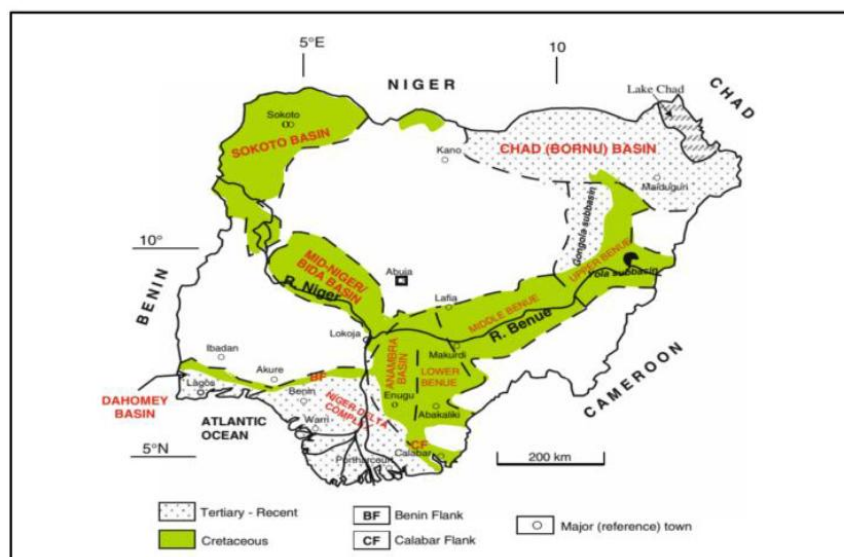 5°E
10
NIGER
CHAD
Lake Chad
Sokoto
SOKOTO BASIN
Kano
CHAD (BORNU) BASIN
Maiduguri
Gongola subbasin
10°
MID-NIGER/
BIDA BASIN
R. Niger
Abuja
UPPER BENUE
Yola subbasin
BENIN
Lafia
MIDDLE BENUE
R. Benue
Lokoja
Makurdi
CAMEROON
Ibadan
Akure
BF
ANAMBRA
BASIN
LOWER
BENUE
Lagos
Benin
Enugu
Abakaliki
DAHOMEY
BASIN
NIGER DELTA
COMPLEX
ATLANTIC
OCEAN
Warri
CF
Calabar
5°N
Portharcourt
200 km
Tertiary - Recent
BF
Benin Flank
Major (reference) town
Cretaceous
CF
Calabar Flank